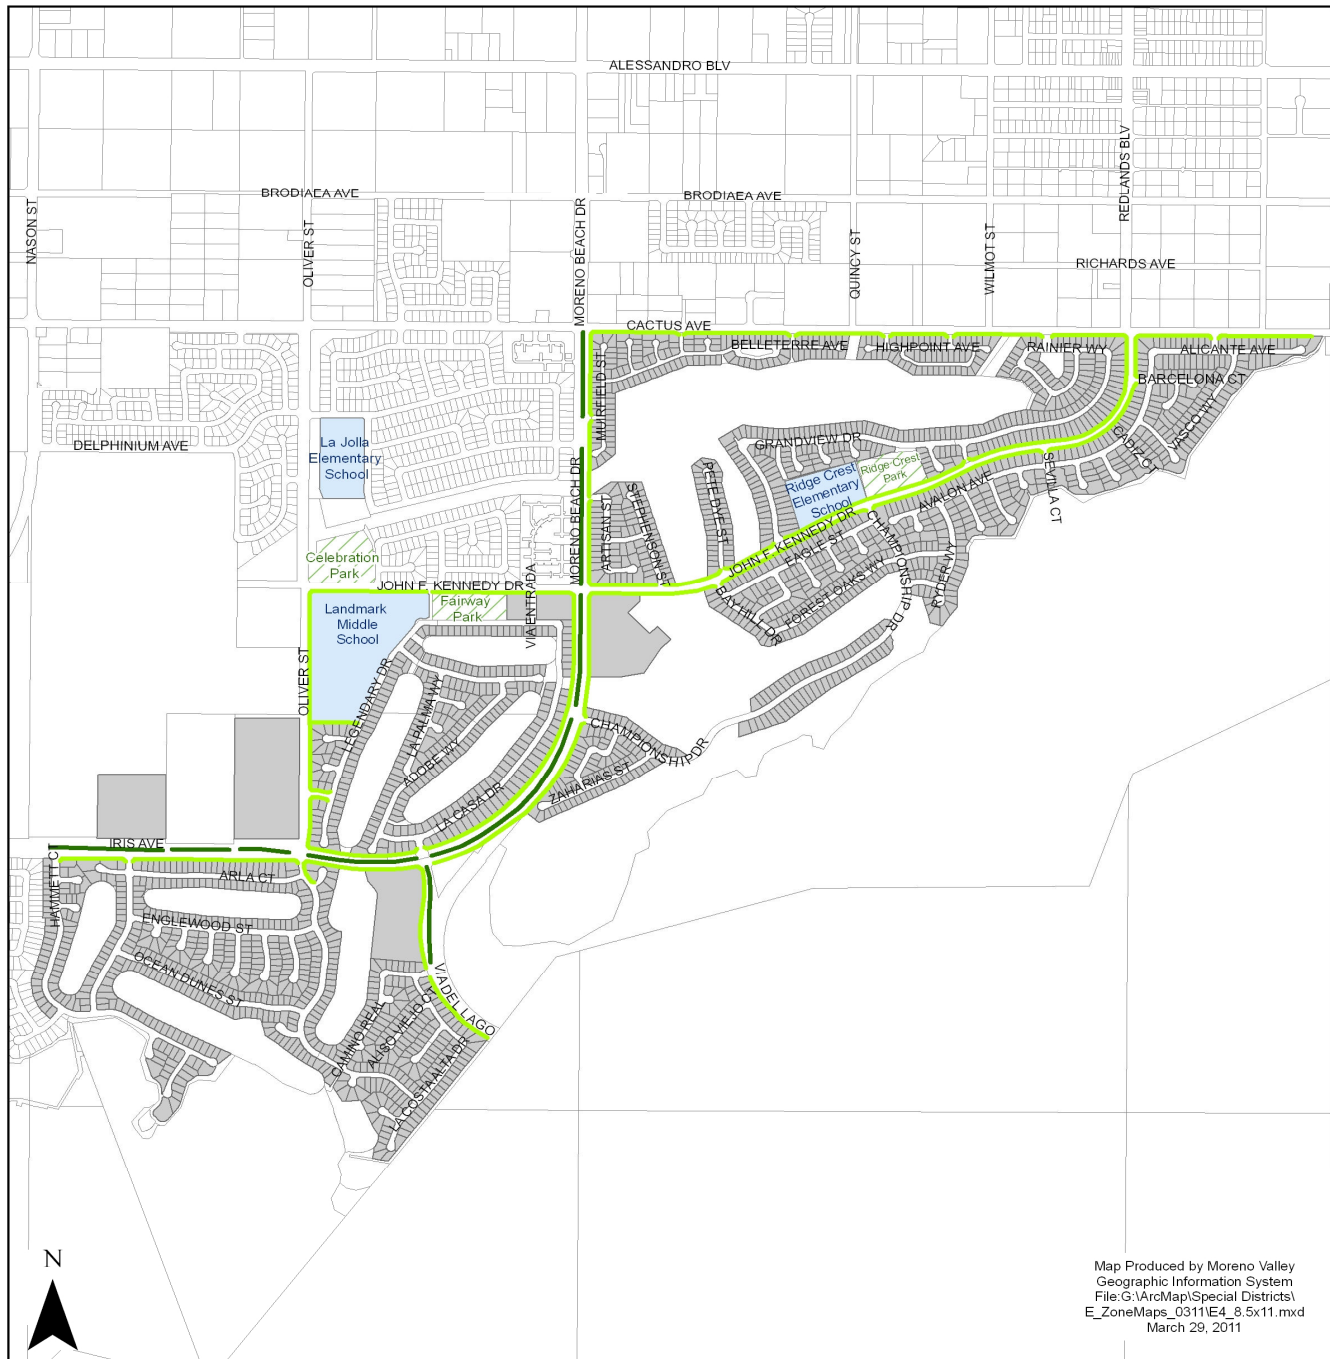 ALESSANDRO BLV
BRODIAEA AVE
BRODIAEA AVE
NASON ST
OLIVER ST
MORENO BEACH DR
QUINCY ST
WILMOT ST
REDLANDS BLV
RICHARDS AVE
CACTUS AVE
BELLETERRE AVE
HIGHPOINT AVE
RAINIER WY
ALICANTE AVE
BARCELONA CT
MUIRFIELD ST
DELPHINIUM AVE
La Jolla
Elementary
School
GRANDVIEW DR
CADIZ CT
VASCO WY
SEVILLA CT
Ridge Crest
Park
Ridge Crest
Elementary
School
PETE DYE ST
STEPHENSON ST
ARTISAN ST
MORENO BEACH DR
AVALON AVE
JOHN F. KENNEDY DR
EAGLE ST
CHAMPIONSHIP DR
FOREST OAKS WY
RYDER WY
BAY HILL DR
Celebration
Park
JOHN F. KENNEDY DR
Fairway
Park
VIA ENTRADA
Landmark
Middle
School
OLIVER ST
LEGENDARY DR
LA PALMA WY
ADOBE WY
LA CASA DR
CHAMPIONSHIP DR
ZAHARIAS ST
IRIS AVE
HAMMETT CT
ARLA CT
ENGLEWOOD ST
OCEAN DUNES ST
CAMINO REAL
ALISO VIEJO CT
LA COSTA ALTA DR
VIA DEL LAGO
N
Map Produced by Moreno Valley
Geographic Information System
File:G:\ArcMap\Special Districts\
E_ZoneMaps_0311\E4_8.5x11.mxd
March 29, 2011